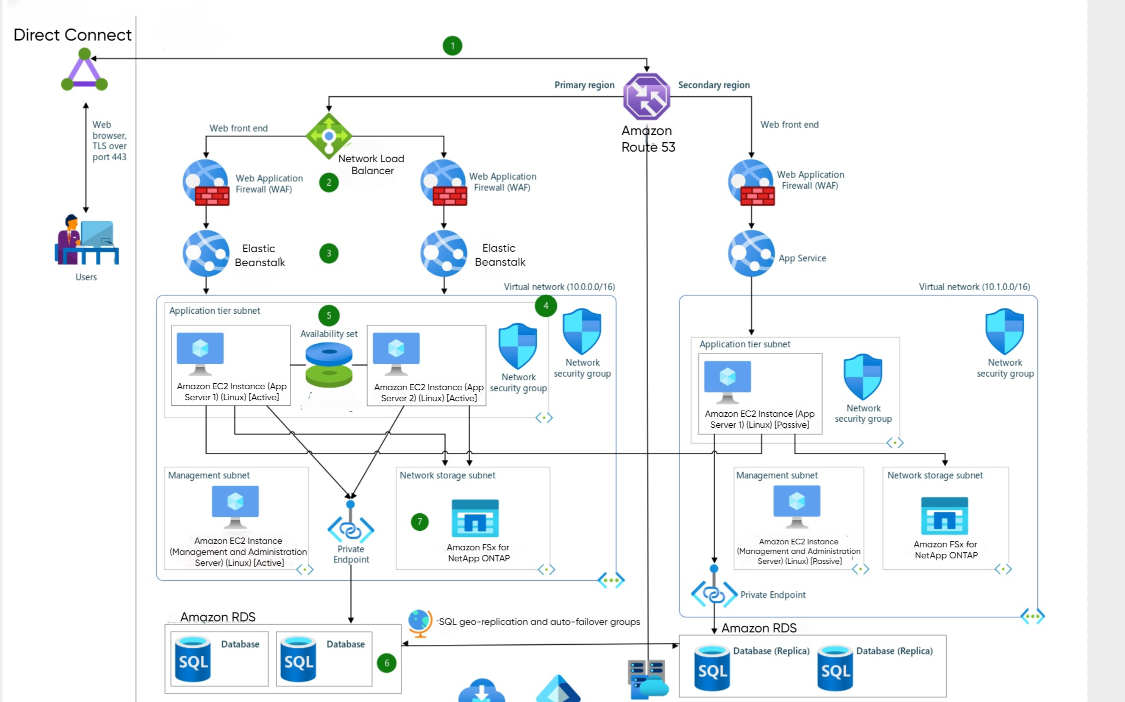 Direct Connect
1
Primary region
Secondary region
Amazon
Route 53
Web
browser,
TLS over
port 443
Users
Web front end
Network Load
Balancer
Web Application
Firewall (WAF)
2
Web Application
Firewall (WAF)
Web front end
Web Application
Firewall (WAF)
Elastic
Beanstalk
3
Elastic
Beanstalk
App Service
Virtual network (10.0.0.0/16)
4
Application tier subnet
5
Availability set
Amazon EC2 Instance (App
Server 1) (Linux) [Active]
Amazon EC2 Instance (App
Server 2) (Linux) [Active]
Network
security group
Network
security group
Management subnet
Amazon EC2 Instance
(Management and Administration
Server) (Linux) [Active]
Private
Endpoint
Network storage subnet
7
Amazon FSx for
NetApp ONTAP
Virtual network (10.1.0.0/16)
Application tier subnet
Amazon EC2 Instance (App
Server 1) (Linux) [Passive]
Network
security group
Network
security group
Management subnet
Amazon EC2 Instance
(Management and Administration
Server) (Linux) [Passive]
Network storage subnet
Amazon FSx for
NetApp ONTAP
Private Endpoint
Amazon RDS
SQL
Database
SQL
Database
6
SQL geo-replication and auto-failover groups
Amazon RDS
SQL
Database (Replica)
SQL
Database (Replica)